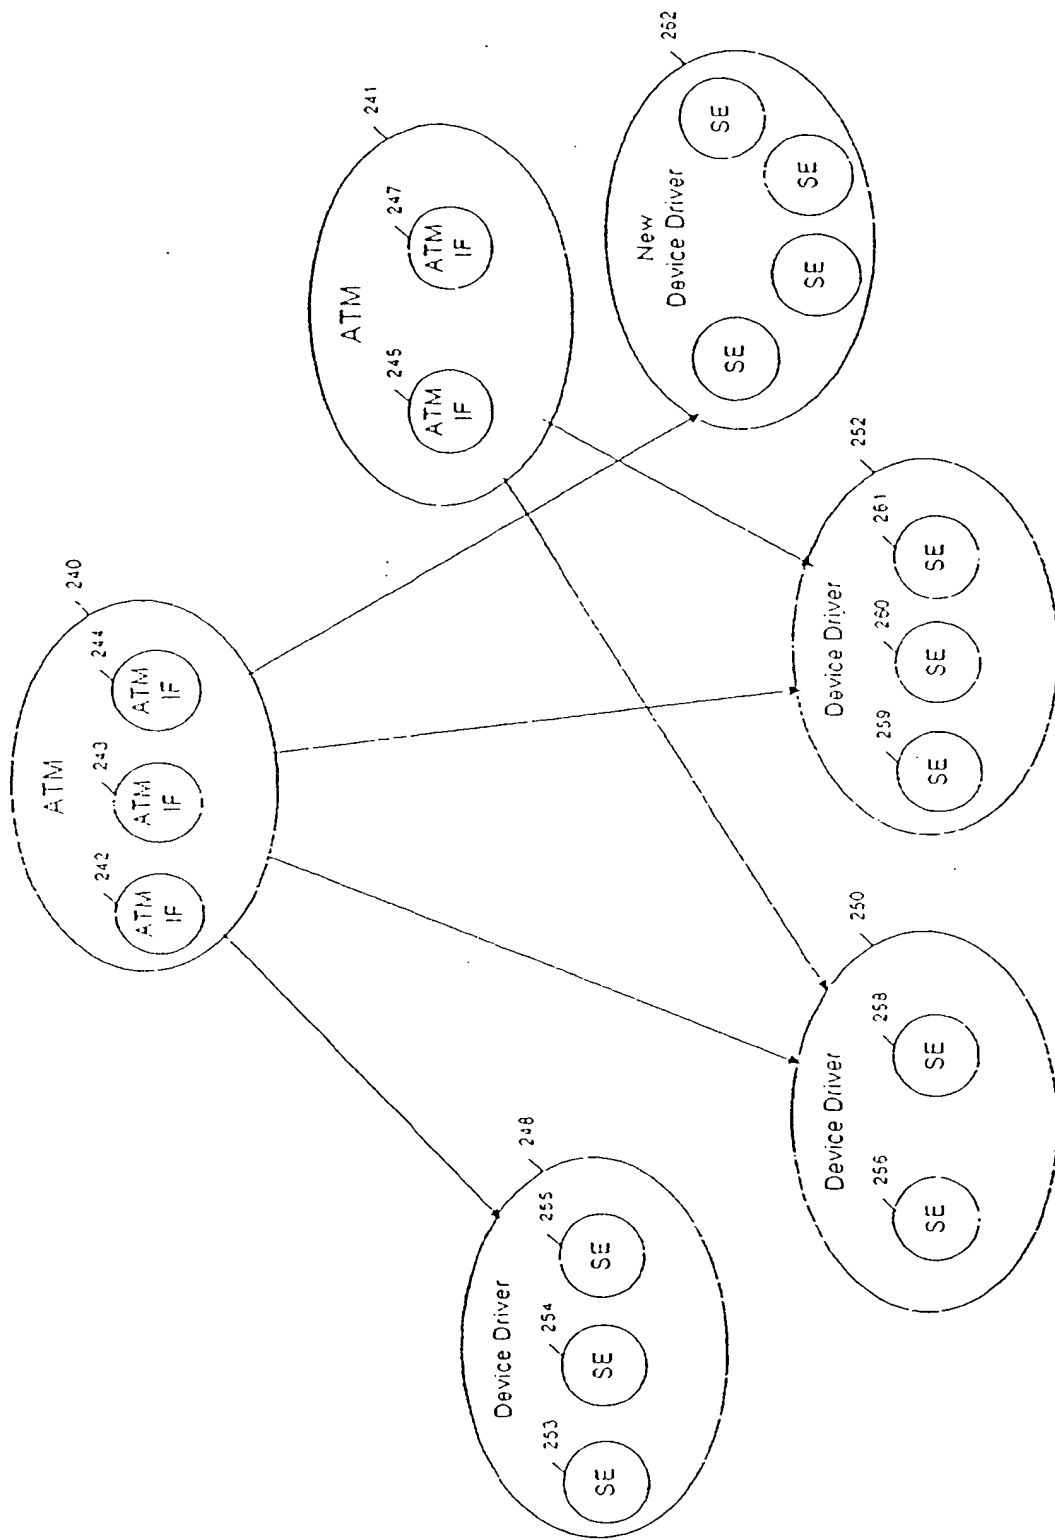 240
ATM
242
243
244
ATM
IF
ATM
IF
ATM
IF
241
ATM
245
247
ATM
IF
ATM
IF
248
Device Driver
253
254
255
SE
SE
SE
250
Device Driver
256
258
SE
SE
252
Device Driver
259
260
261
SE
SE
SE
262
New
Device Driver
SE
SE
SE
SE